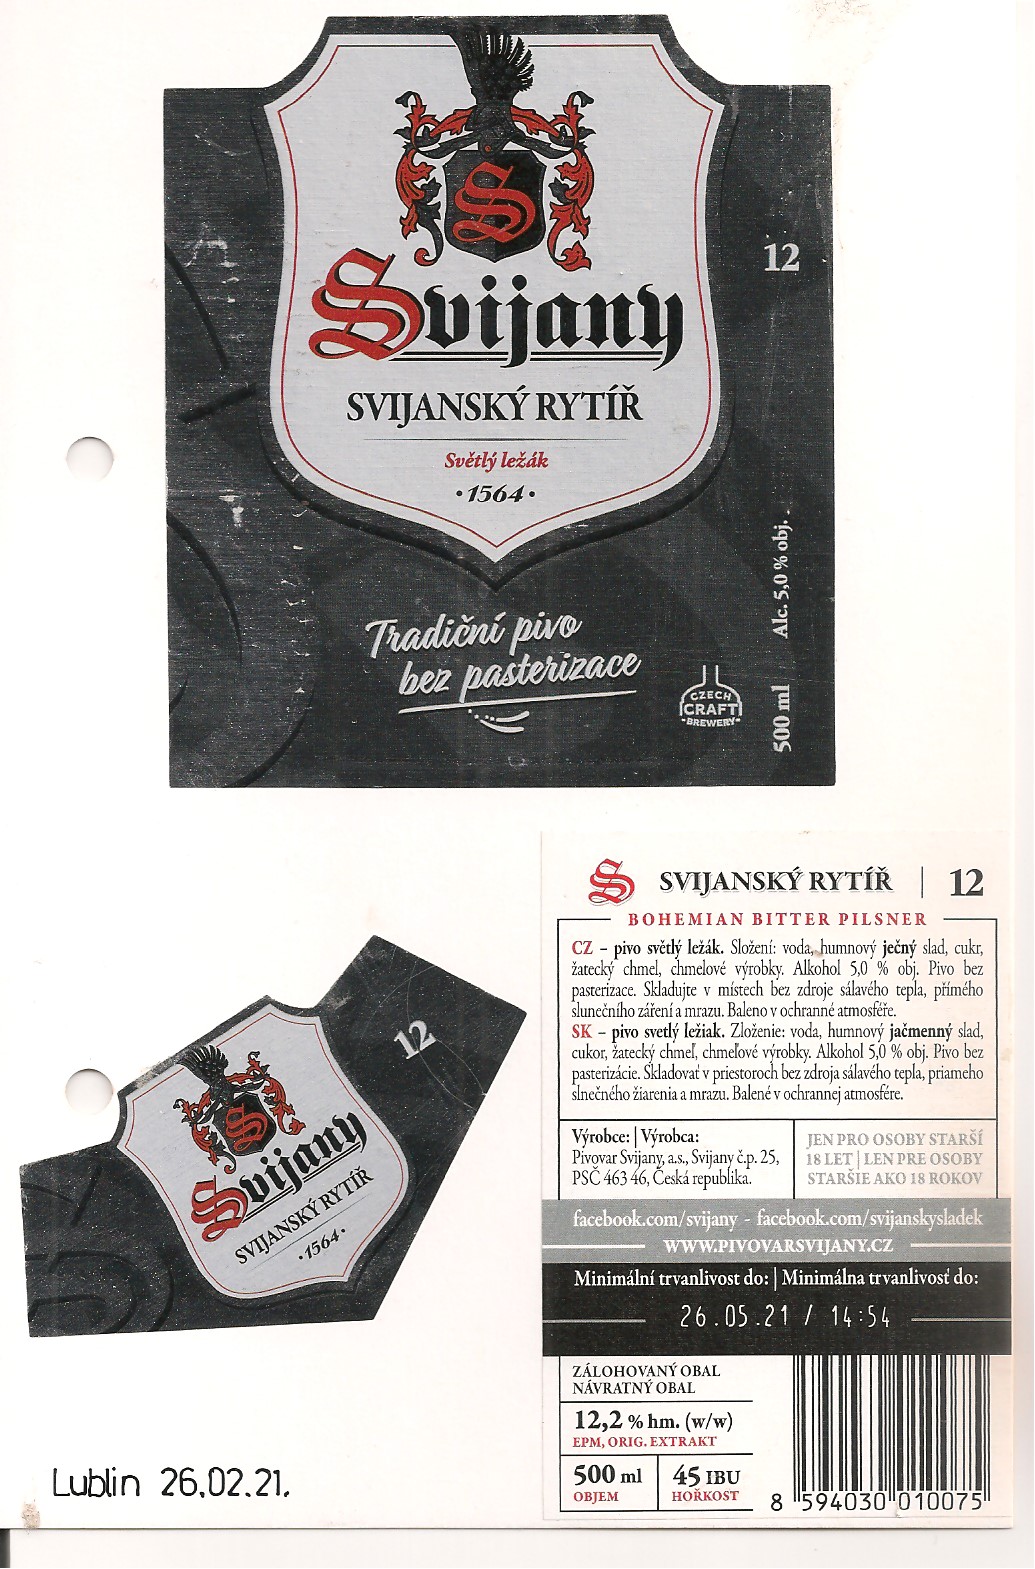 S
Svijany
SVIJANSKÝ RYTÍŘ
Světlý ležák
·1564·
12
Tradiční pivo
bez pasterizace
CZECH
CRAFT
·BREWERY·
500 ml
Alc. 5,0 % obj.
12
S
Svijany
SVIJANSKÝ RYTÍŘ
·1564·
Lublin 26.02.21.
S SVIJANSKÝ RYTÍŘ | 12
BOHEMIAN BITTER PILSNER
CZ – pivo světlý ležák. Složení: voda, humnový ječný slad, cukr,
žatecký chmel, chmelové výrobky. Alkohol 5,0 % obj. Pivo bez
pasterizace. Skladujte v místech bez zdroje sálavého tepla, přímého
slunečního záření a mrazu. Baleno v ochranné atmosféře.
SK – pivo svetlý ležiak. Zloženie: voda, humnový jačmenný slad,
cukor, žatecký chmeľ, chmeľové výrobky. Alkohol 5,0 % obj. Pivo bez
pasterizácie. Skladovať v priestoroch bez zdroja sálavého tepla, priameho
slnečného žiarenia a mrazu. Balené v ochrannej atmosfére.
Výrobce: | Výrobca:
Pivovar Svijany, a.s., Svijany č.p. 25,
PSČ 463 46, Česká republika.
JEN PRO OSOBY STARŠÍ
18 LET | LEN PRE OSOBY
STARŠIE AKO 18 ROKOV
facebook.com/svijany - facebook.com/svijanskysladek
WWW.PIVOVARSVIJANY.CZ
Minimální trvanlivost do: | Minimálna trvanlivosť do:
26.05.21 / 14:54
ZÁLOHOVANÝ OBAL
NÁVRATNÝ OBAL
12,2 % hm. (w/w)
EPM, ORIG. EXTRAKT
500 ml
OBJEM
45 IBU
HOŘKOST
8 594030 010075